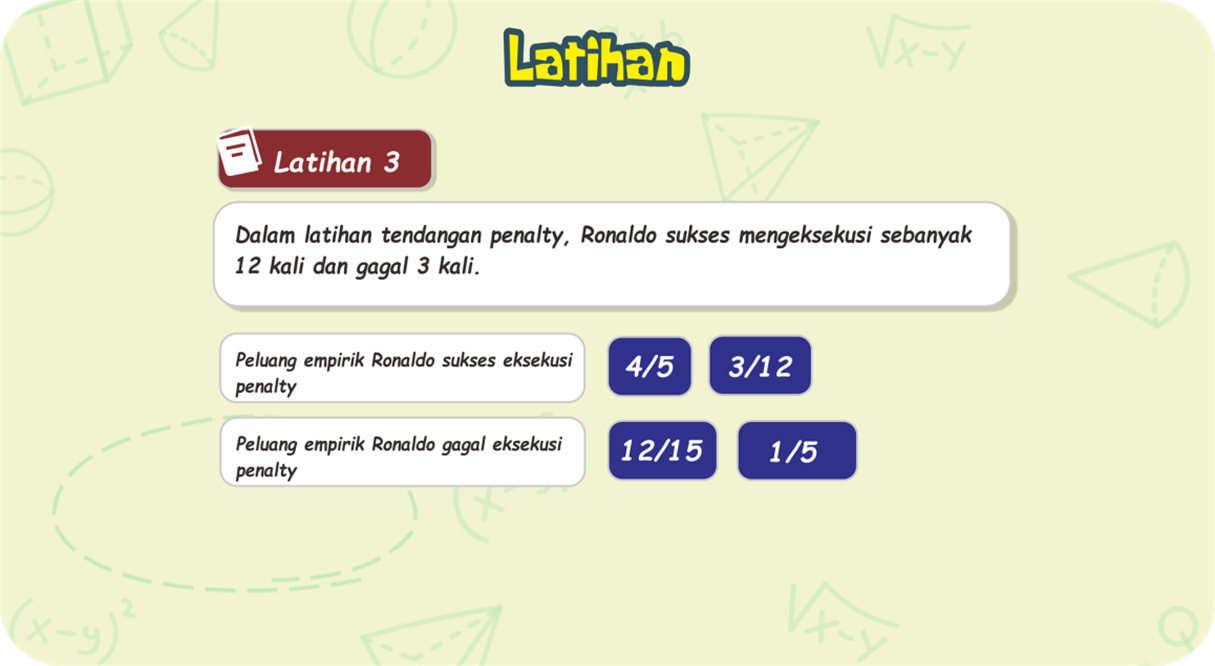 Latihan
Latihan 3
Dalam latihan tendangan penalty, Ronaldo sukses mengeksekusi sebanyak
12 kali dan gagal 3 kali.
Peluang empirik Ronaldo sukses eksekusi
penalty
4/5
3/12
Peluang empirik Ronaldo gagal eksekusi
penalty
12/15
1/5
√x-y
(x-y)²
√x-y